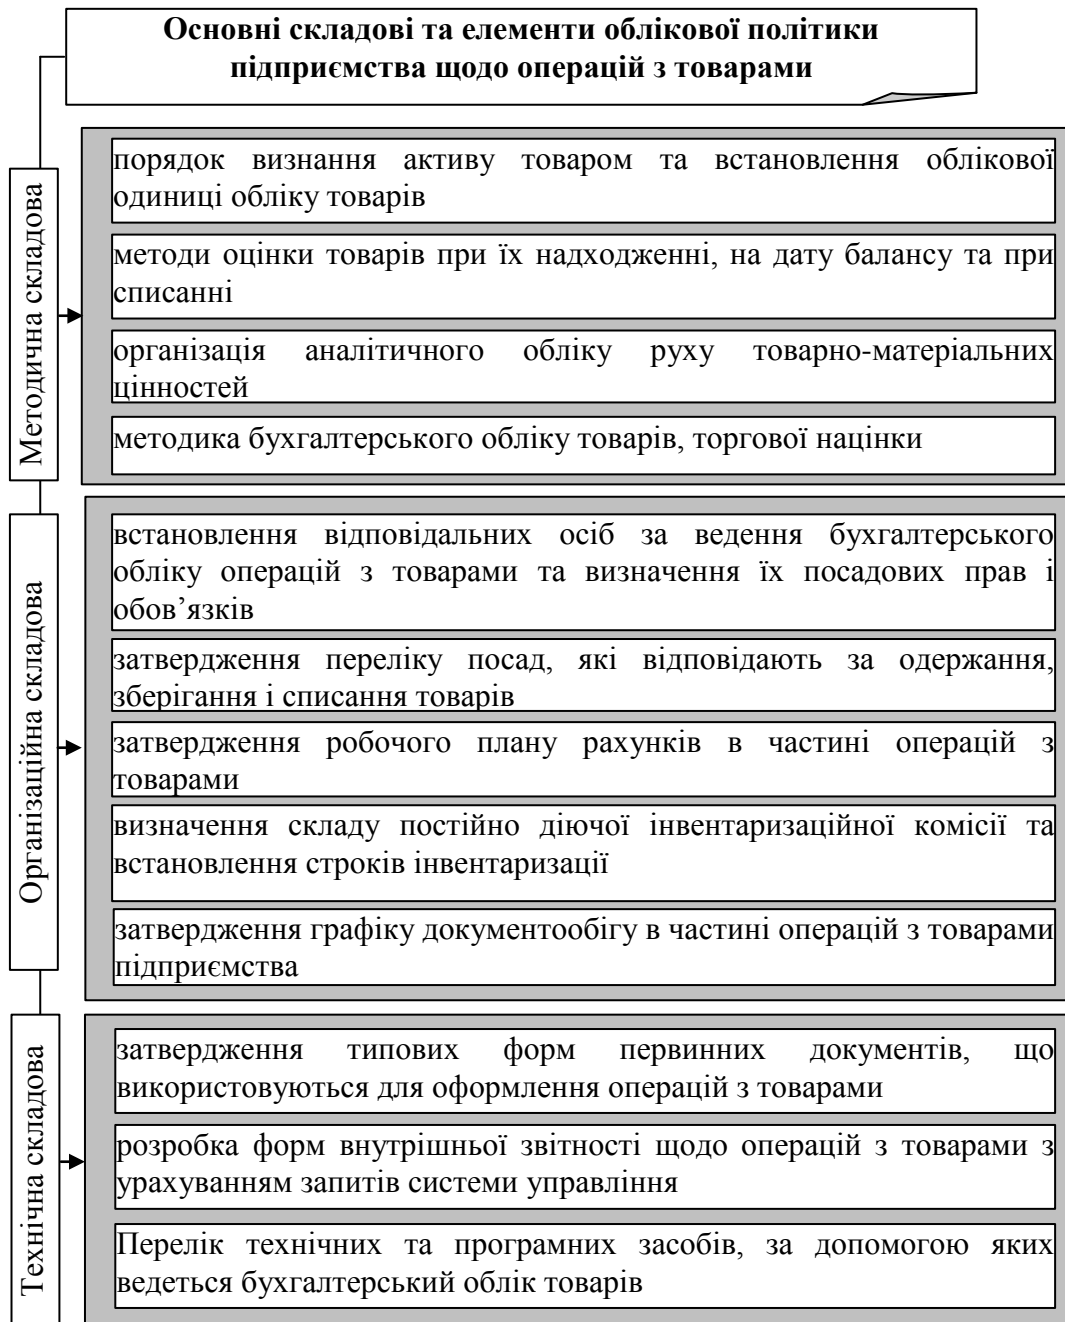 Основні складові та елементи облікової політики
підприємства щодо операцій з товарами
Методична складова
порядок визнання активу товаром та встановлення облікової
одиниці обліку товарів
методи оцінки товарів при їх надходженні, на дату балансу та при
списанні
організація аналітичного обліку руху товарно-матеріальних
цінностей
методика бухгалтерського обліку товарів, торгової націнки
Організаційна складова
встановлення відповідальних осіб за ведення бухгалтерського
обліку операцій з товарами та визначення їх посадових прав і
обов’язків
затвердження переліку посад, які відповідають за одержання,
зберігання і списання товарів
затвердження робочого плану рахунків в частині операцій з
товарами
визначення складу постійно діючої інвентаризаційної комісії та
встановлення строків інвентаризації
затвердження графіку документообігу в частині операцій з товарами
підприємства
Технічна складова
затвердження типових форм первинних документів, що
використовуються для оформлення операцій з товарами
розробка форм внутрішньої звітності щодо операцій з товарами з
урахуванням запитів системи управління
Перелік технічних та програмних засобів, за допомогою яких
ведеться бухгалтерський облік товарів